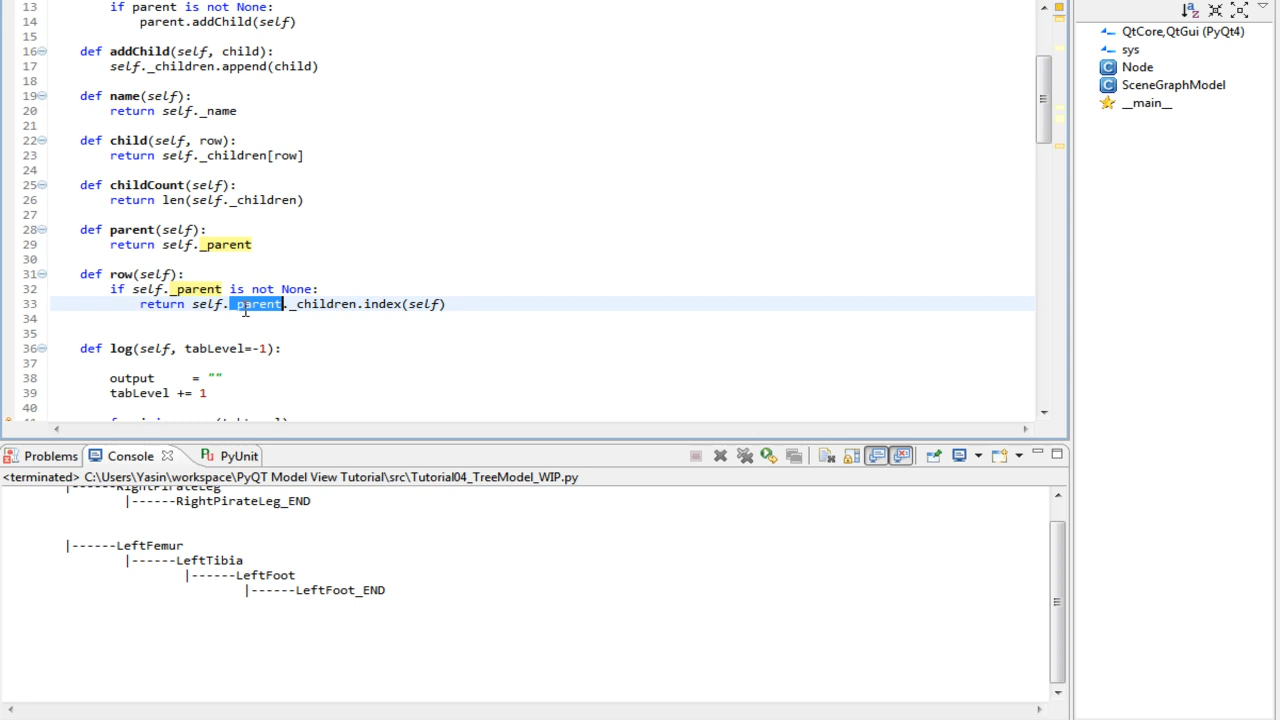 13 if parent is not None:
14 parent.addChild(self)
15
16 def addChild(self, child):
17 self._children.append(child)
18
19 def name(self):
20 return self._name
21
22 def child(self, row):
23 return self._children[row]
24
25 def childCount(self):
26 return len(self._children)
27
28 def parent(self):
29 return self._parent
30
31 def row(self):
32 if self._parent is not None:
33 return self._parent._children.index(self)
34
35
36 def log(self, tabLevel=-1):
37
38 output = ""
39 tabLevel += 1
40
QtCore,QtGui (PyQt4)
sys
Node
SceneGraphModel
__main__
Problems Console PyUnit
<terminated> C:\Users\Yasin\workspace\PyQT Model View Tutorial\src\Tutorial04_TreeModel_WIP.py
|------RightPirateLeg
|------RightPirateLeg_END
|------LeftFemur
|------LeftTibia
|------LeftFoot
|------LeftFoot_END